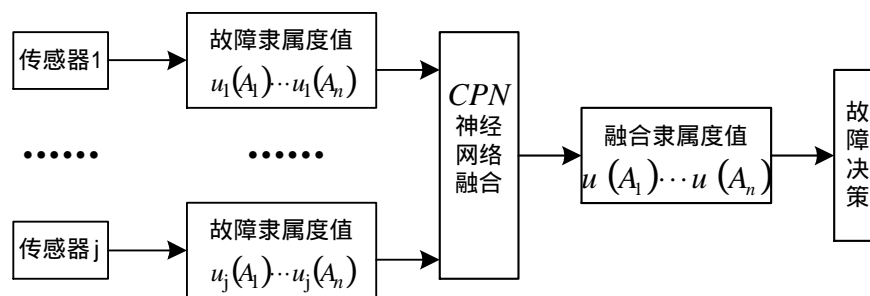 传感器1
故障隶属度值
u₁(A₁)···u₁(Aₙ)
CPN
神经
网络
融合
融合隶属度值
u (A₁)···u (Aₙ)
故
障
决
策
••••••
••••••
传感器j
故障隶属度值
uⱼ(A₁)···uⱼ(Aₙ)